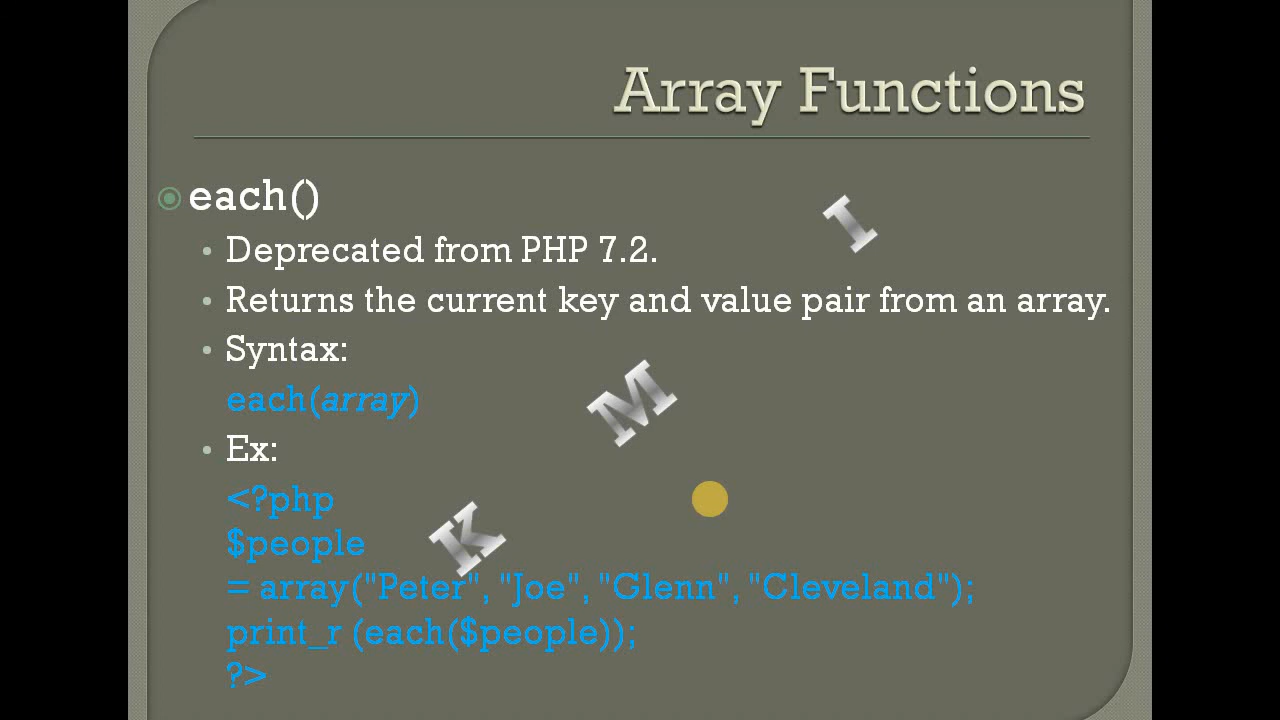 Array Functions
each()
I
Deprecated from PHP 7.2.
Returns the current key and value pair from an array.
Syntax:
M
each(array)
Ex:
<?php
K
$people
= array("Peter", "Joe", "Glenn", "Cleveland");
print_r (each($people));
?>